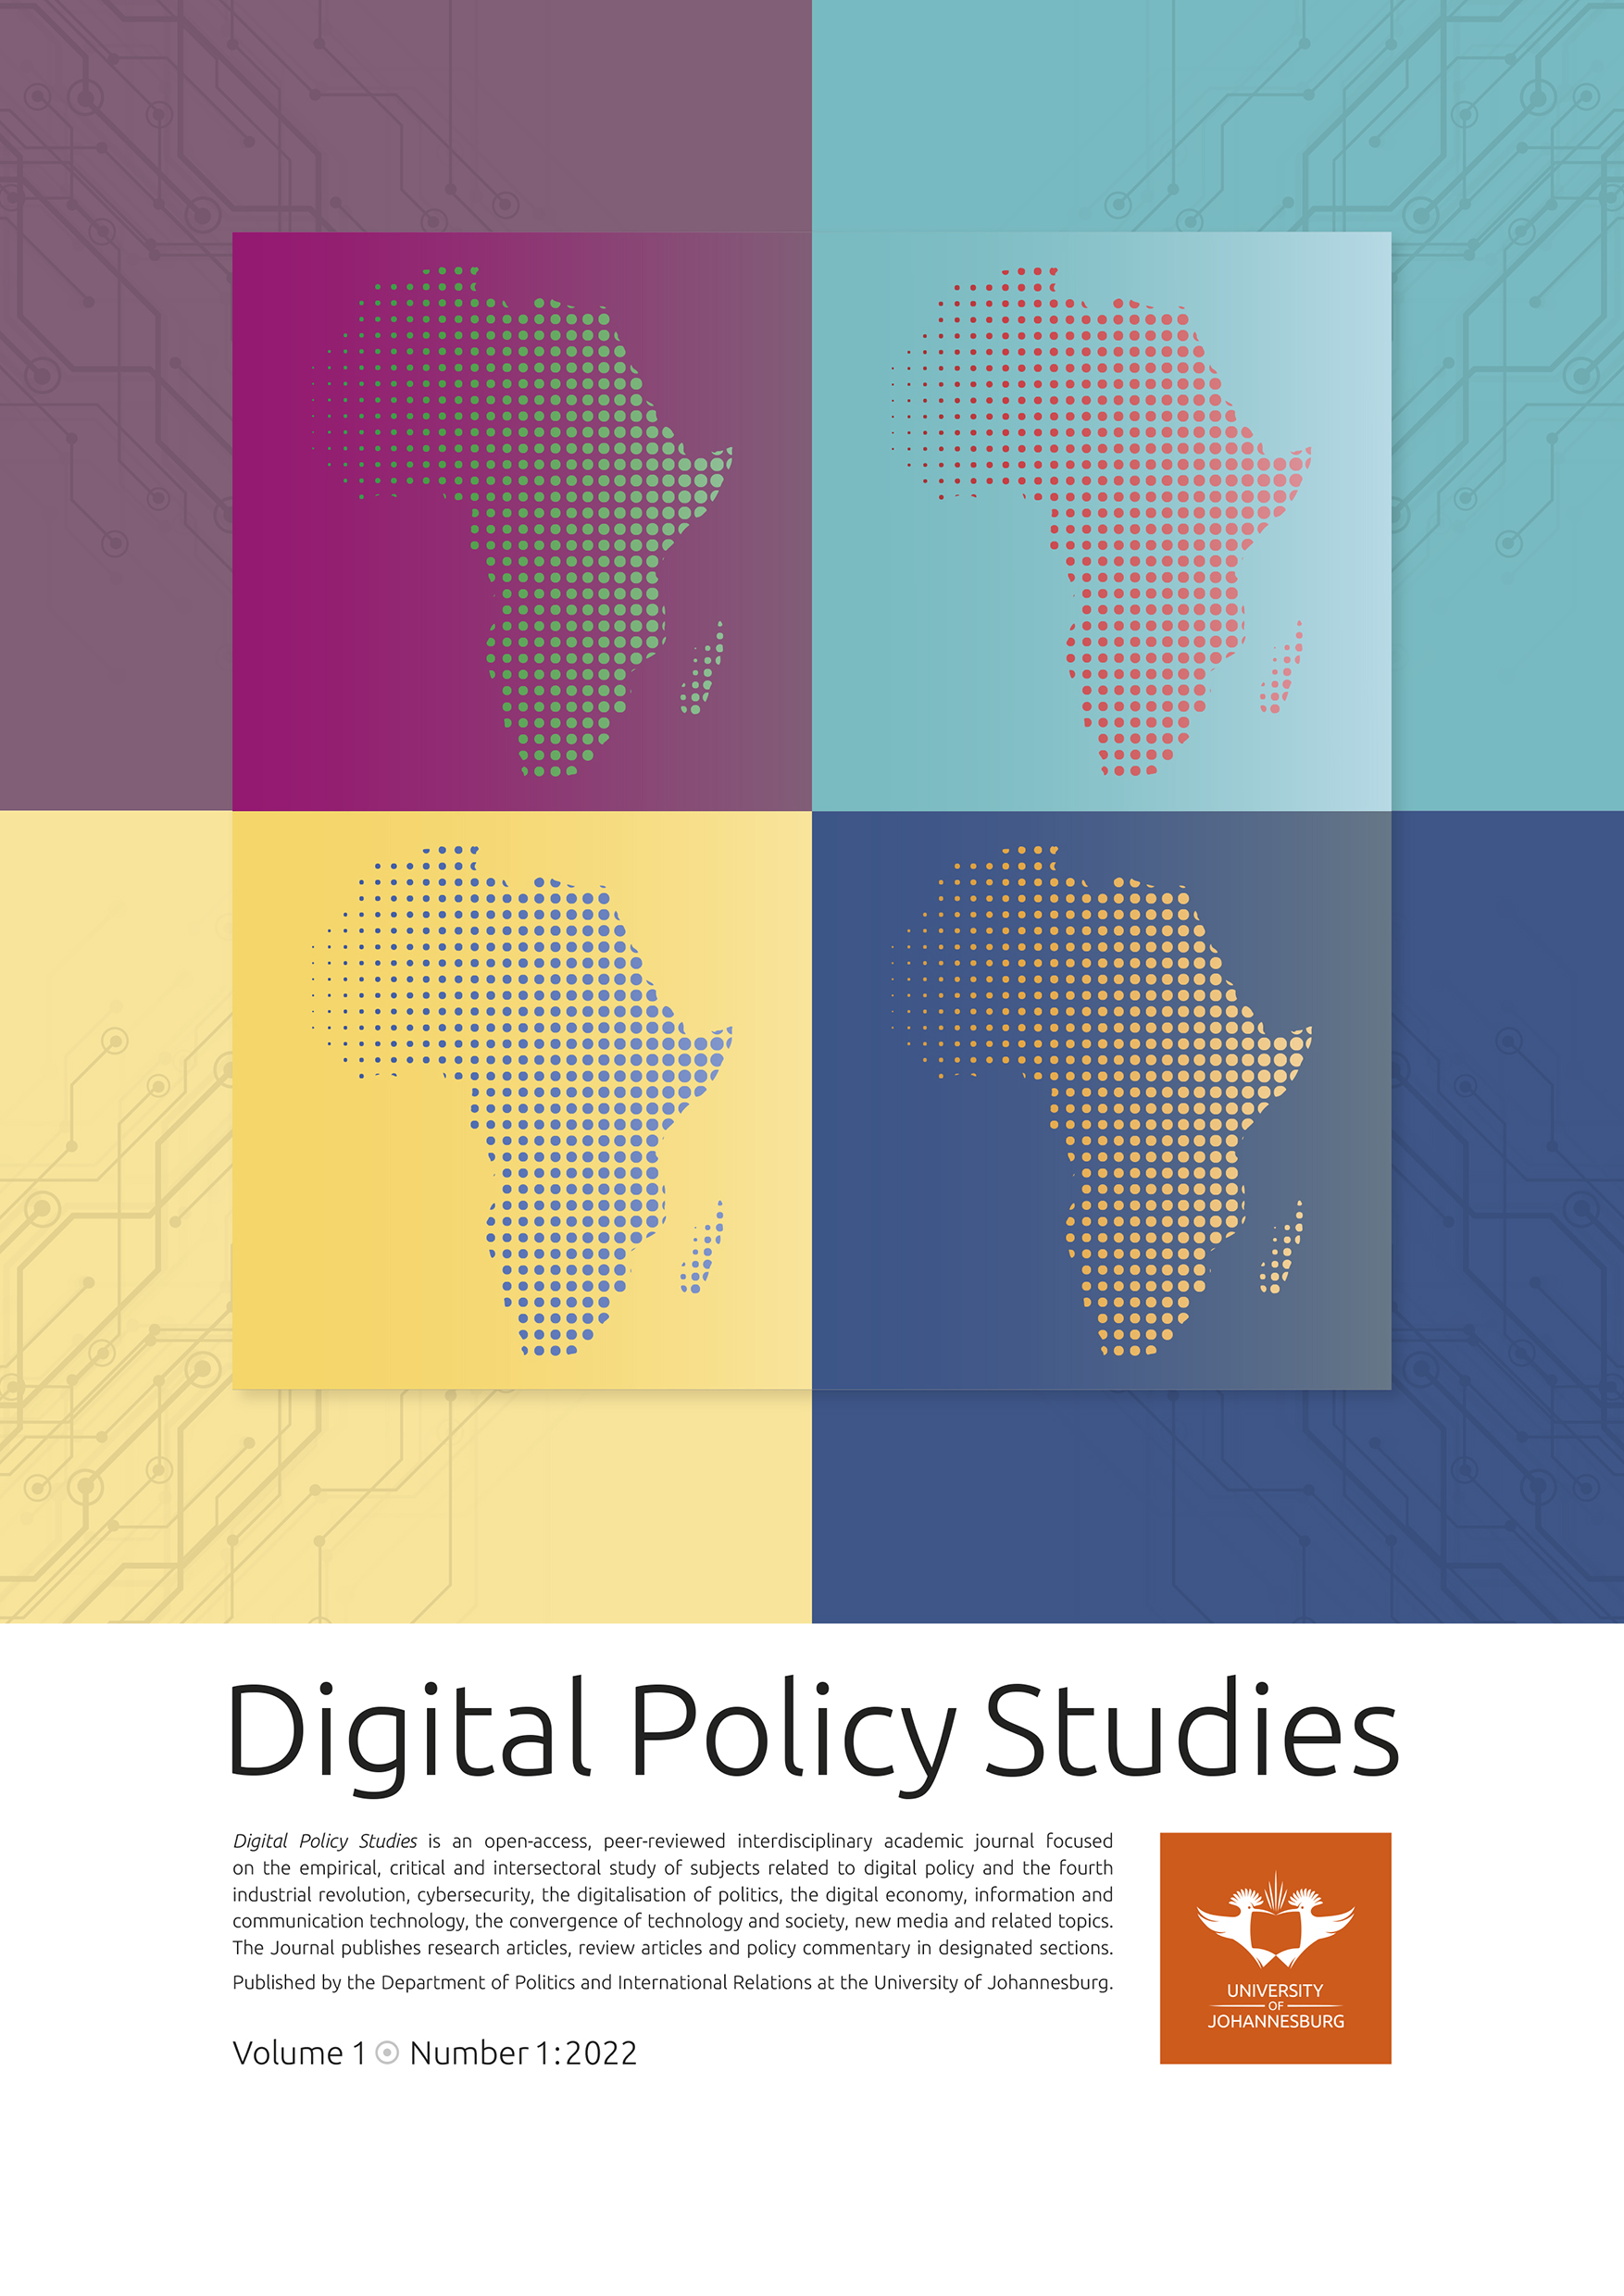 Digital Policy Studies
Digital Policy Studies is an open-access, peer-reviewed interdisciplinary academic journal focused
on the empirical, critical and intersectoral study of subjects related to digital policy and the fourth
industrial revolution, cybersecurity, the digitalisation of politics, the digital economy, information and
communication technology, the convergence of technology and society, new media and related topics.
The Journal publishes research articles, review articles and policy commentary in designated sections.
Published by the Department of Politics and International Relations at the University of Johannesburg.
Volume 1 Number 1:2022
UNIVERSITY
OF
JOHANNESBURG